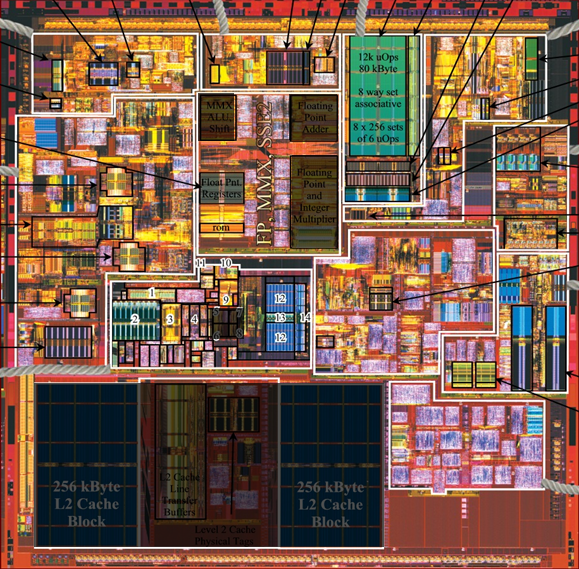 12k uOps
80 kByte
8 way set
associative
8 x 256 sets
of 6 uOps
MMX
ALU,
Shift
FP, MMX, SSE2
Floating
Point
Adder
Float Pnt.
Registers
rom
Floating
Point
and
Integer
Multiplier
11
10
1
2
3
4
9
12
13
14
12
256 kByte
L2 Cache
Block
L2 Cache
Line
Transfer
Buffers
Level 2 Cache
Physical Tags
256 kByte
L2 Cache
Block